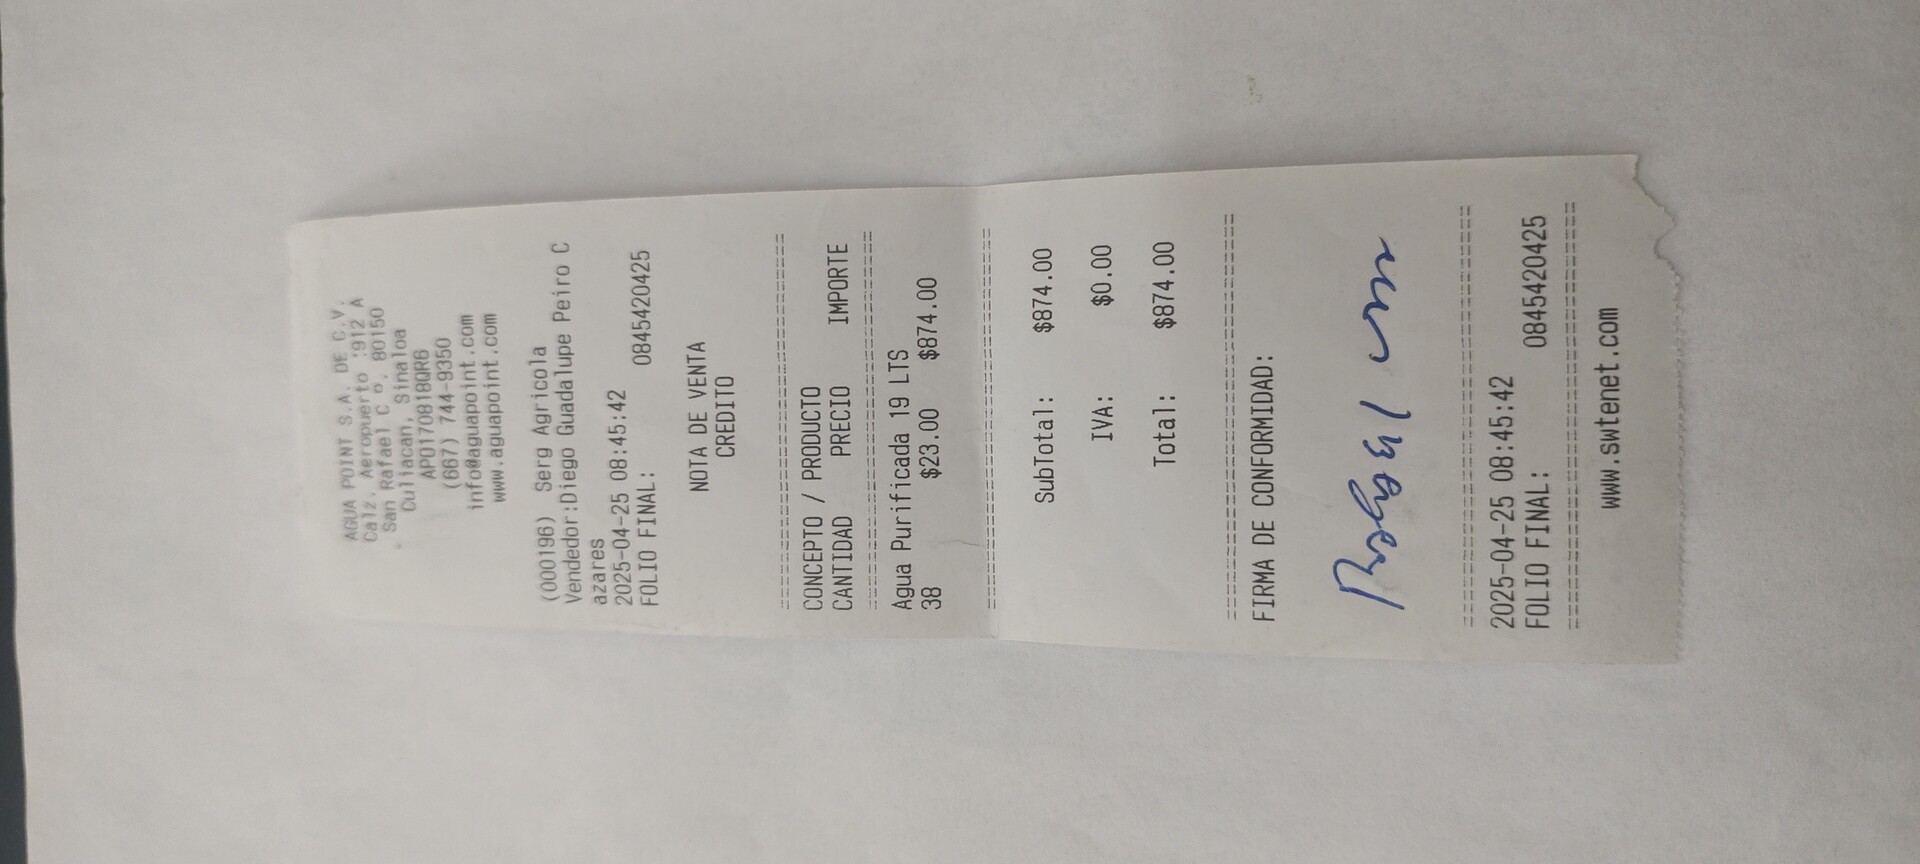 AGUA POINT S.A. DE C.V.
Calz. Aeropuerto :912 A
San Rafael C o. 80150
Culiacan, Sinaloa
APO1708180R6
(667) 744-9350
info@aguapoint.com
www.aguapoint.com
(000196) Serg Agricola
Vendedor:Diego Guadalupe Peiro C
azares
2025-04-25 08:45:42
FOLIO FINAL: 0845420425
NOTA DE VENTA
CREDITO
================================
CONCEPTO / PRODUCTO
CANTIDAD PRECIO IMPORTE
================================
Agua Purificada 19 LTS
38 $23.00 $874.00
================================
SubTotal: $874.00
IVA: $0.00
Total: $874.00
================================
FIRMA DE CONFORMIDAD:
================================
2025-04-25 08:45:42
FOLIO FINAL: 0845420425
================================
www.swtenet.com